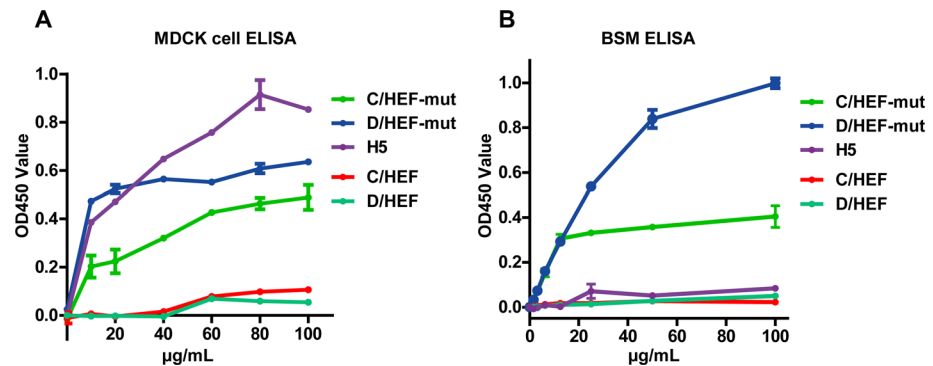 A
MDCK cell ELISA
OD450 Value
1.0
0.8
0.6
0.4
0.2
0.0
20
40
60
80
100
µg/mL
C/HEF-mut
D/HEF-mut
H5
C/HEF
D/HEF
B
BSM ELISA
OD450 Value
1.0
0.8
0.6
0.4
0.2
0.0
0
20
40
60
80
100
µg/mL
C/HEF-mut
D/HEF-mut
H5
C/HEF
D/HEF